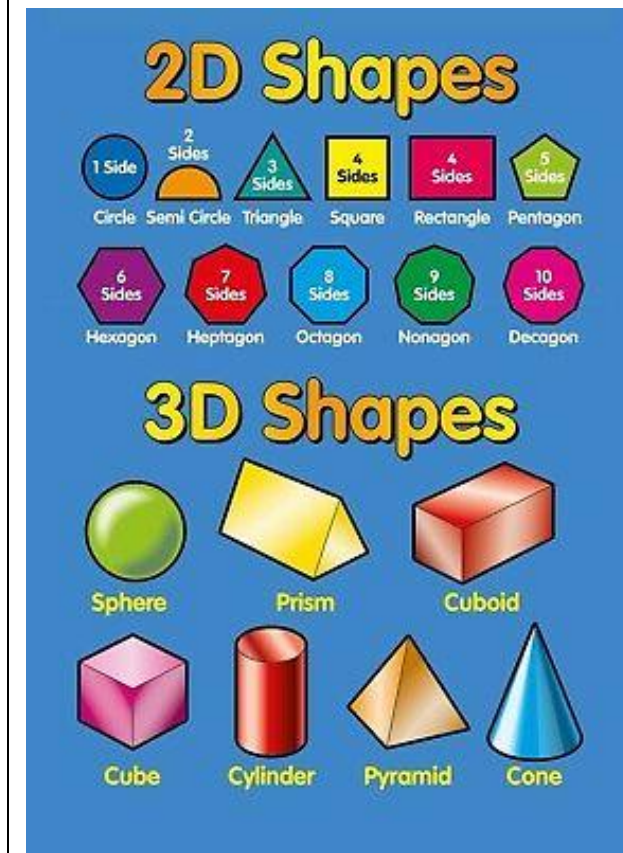 2D Shapes
1 Side
2
Sides
3
Sides
4
Sides
4
Sides
5
Sides
Circle Semi Circle Triangle Square Rectangle Pentagon
6
Sides
7
Sides
8
Sides
9
Sides
10
Sides
Hexagon Heptagon Octagon Nonagon Decagon
3D Shapes
Sphere Prism Cuboid
Cube Cylinder Pyramid Cone